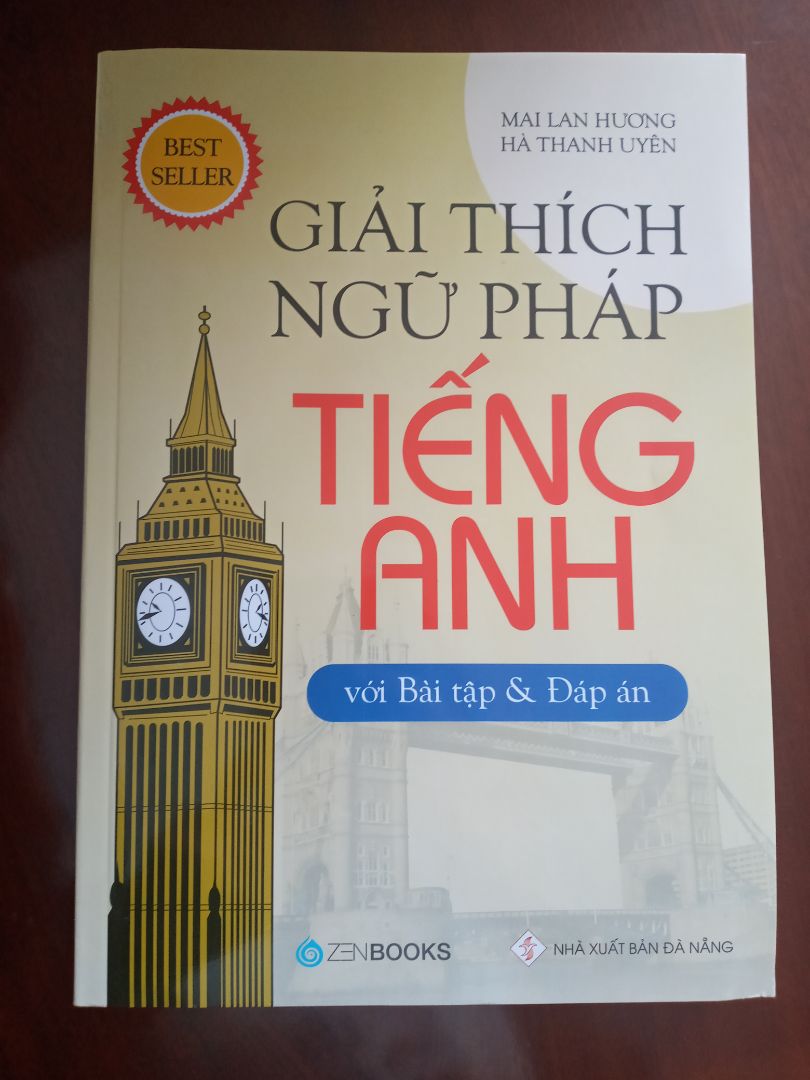 MAI LAN HƯƠNG
HÀ THANH UYÊN
BEST
SELLER
GIẢI THÍCH
NGỮ PHÁP
TIẾNG
ANH
với Bài tập & Đáp án
ZENBOOKS
NHÀ XUẤT BẢN ĐÀ NẴNG